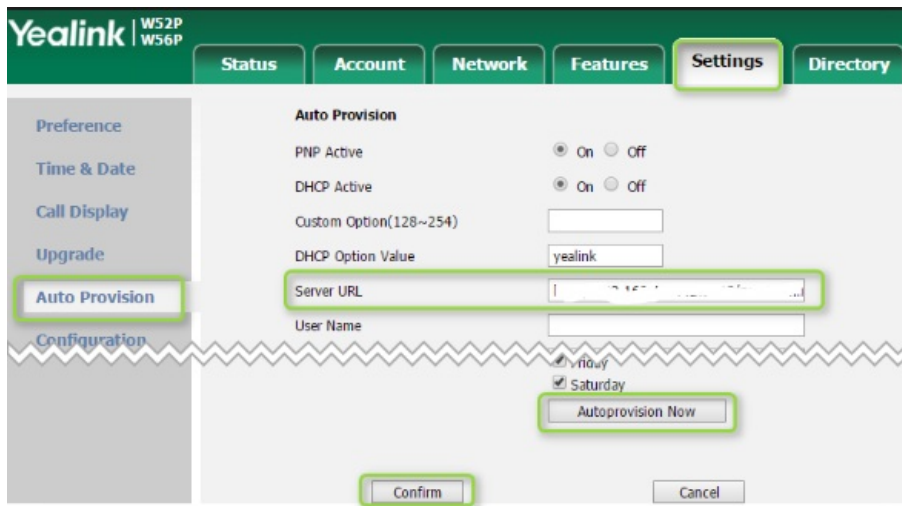 Yealink | W52P W56P
Status Account Network Features Settings Directory
Preference
Time & Date
Call Display
Upgrade
Auto Provision
Configuration
Auto Provision
PNP Active On Off
DHCP Active On Off
Custom Option(128~254)
DHCP Option Value yealink
Server URL
User Name
Friday
Saturday
Autoprovision Now
Confirm Cancel